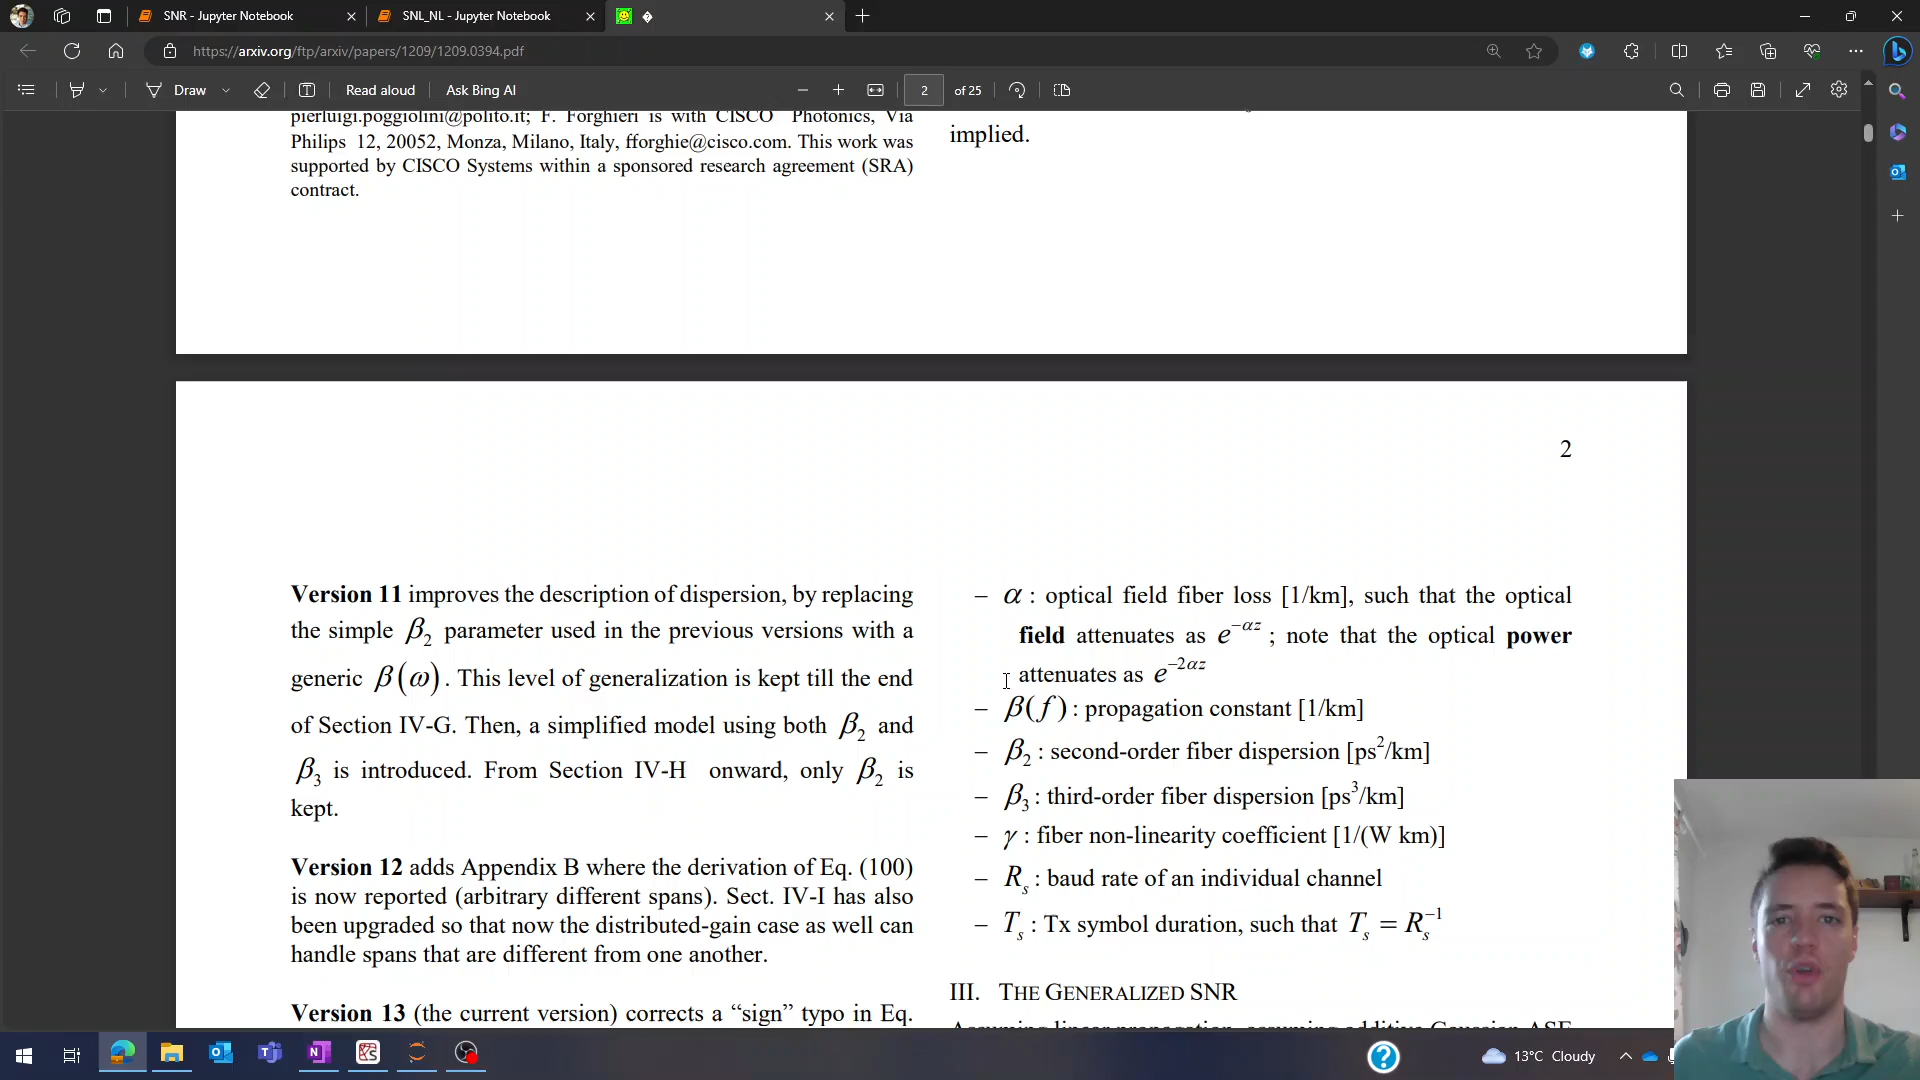 SNR - Jupyter Notebook
SNL_NL - Jupyter Notebook
https://arxiv.org/ftp/arxiv/papers/1209/1209.0394.pdf
Draw
Read aloud
Ask Bing AI
2
of 25
pierluigi.poggiolini@polito.it; F. Forghieri is with CISCO Photonics, Via
Philips 12, 20052, Monza, Milano, Italy, fforghie@cisco.com. This work was
supported by CISCO Systems within a sponsored research agreement (SRA)
contract.
implied.
2
Version 11 improves the description of dispersion, by replacing
the simple β₂ parameter used in the previous versions with a
generic β(ω). This level of generalization is kept till the end
of Section IV-G. Then, a simplified model using both β₂ and
β₃ is introduced. From Section IV-H onward, only β₂ is
kept.
Version 12 adds Appendix B where the derivation of Eq. (100)
is now reported (arbitrary different spans). Sect. IV-I has also
been upgraded so that now the distributed-gain case as well can
handle spans that are different from one another.
Version 13 (the current version) corrects a “sign” typo in Eq.
– α : optical field fiber loss [1/km], such that the optical
field attenuates as e^{−αz} ; note that the optical power
attenuates as e^{−2αz}
– β(f) : propagation constant [1/km]
– β₂ : second-order fiber dispersion [ps²/km]
– β₃ : third-order fiber dispersion [ps³/km]
– γ : fiber non-linearity coefficient [1/(W km)]
– Rₛ : baud rate of an individual channel
– Tₛ : Tx symbol duration, such that Tₛ = Rₛ⁻¹
III. THE GENERALIZED SNR
Assuming linear propagation, assuming additive Gaussian ASE
13°C Cloudy